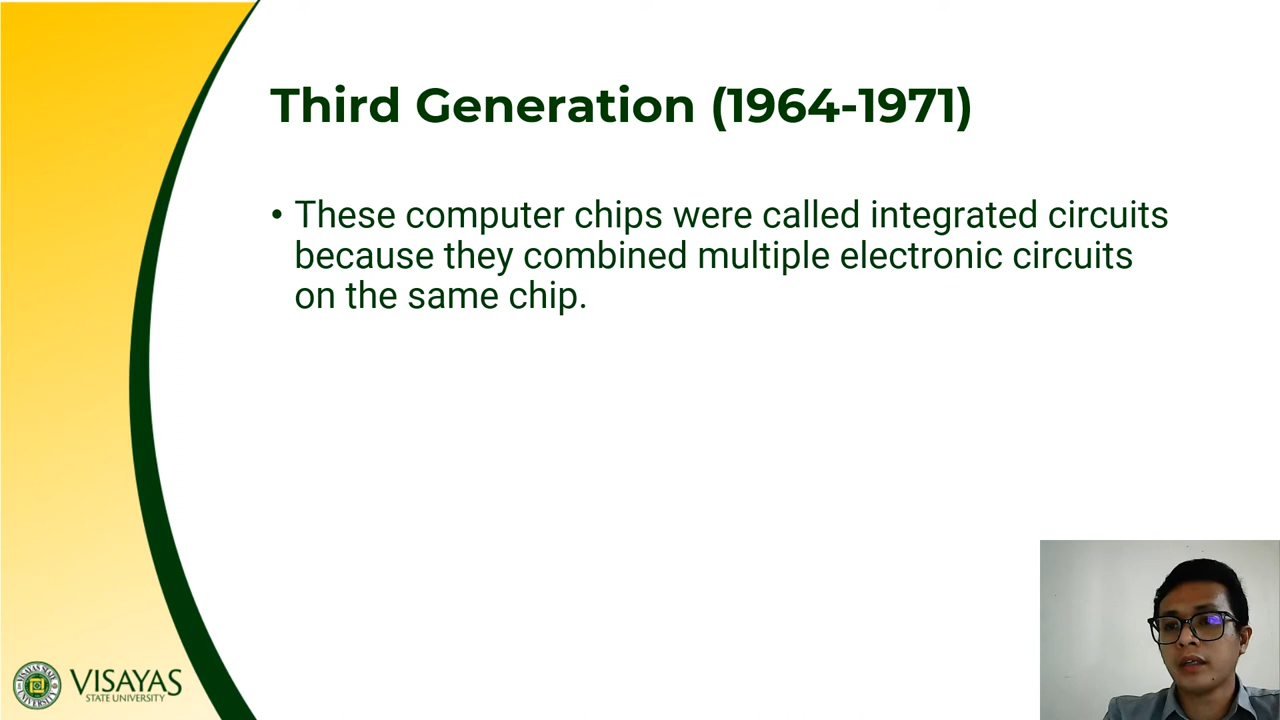 Third Generation (1964-1971)
• These computer chips were called integrated circuits
because they combined multiple electronic circuits
on the same chip.
VISAYAS
STATE UNIVERSITY